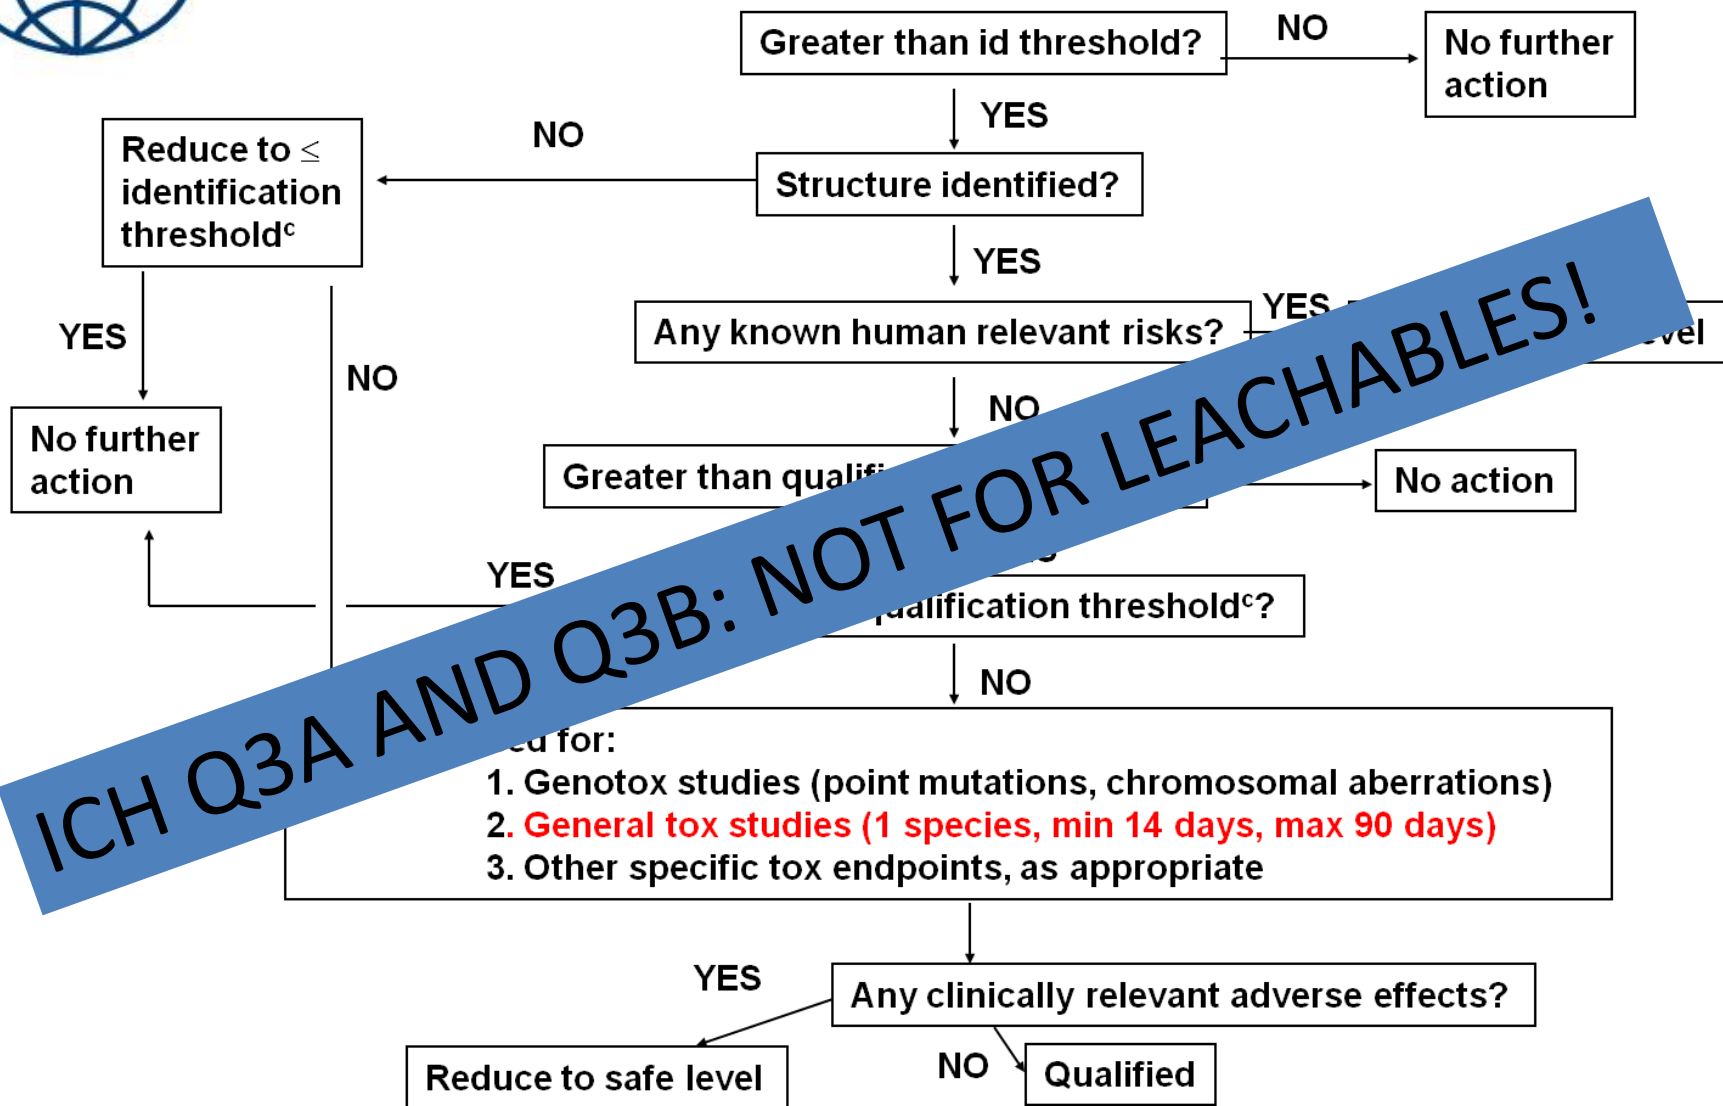 Greater than id threshold?
NO
No further
action
YES
NO
Reduce to ≤
identification
thresholdᶜ
Structure identified?
YES
YES
Any known human relevant risks?
YES
NO
NO
No further
action
Greater than
No action
ICH Q3A AND Q3B: NOT FOR LEACHABLES!
YES
thresholdᶜ?
NO
for:
1. Genotox studies (point mutations, chromosomal aberrations)
2. General tox studies (1 species, min 14 days, max 90 days)
3. Other specific tox endpoints, as appropriate
YES
Any clinically relevant adverse effects?
Reduce to safe level
NO
Qualified